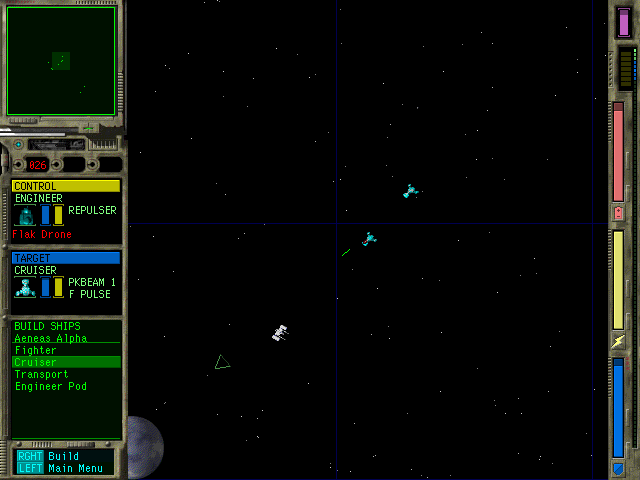 026
CONTROL
ENGINEER
REPULSER
Flak Drone
TARGET
CRUISER
PKBEAM 1
F PULSE
BUILD SHIPS
Aeneas Alpha
Fighter
Cruiser
Transport
Engineer Pod
RGHT Build
LEFT Main Menu